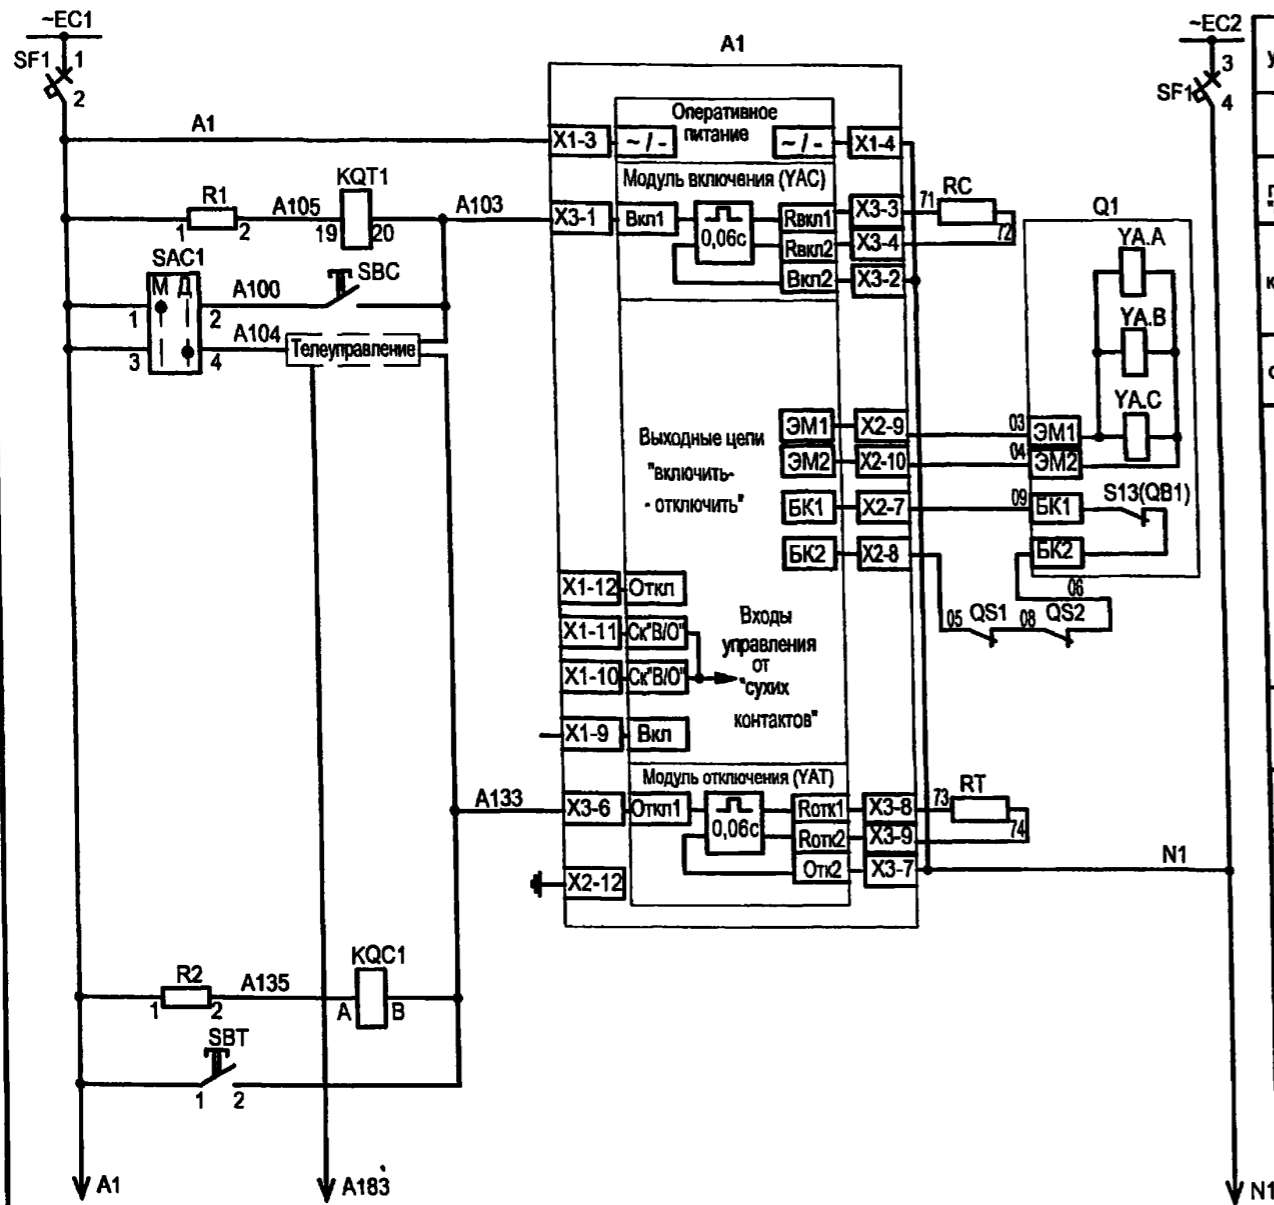 ~EC1
SF1 1
2
A1
~EC2
3
SF1 4
A1
X1-3 ~ / - Оперативное питание ~ / - X1-4
Модуль включения (YAC)
R1
1 2
A105
KQT1
19 20
A103
X3-1 Вкл1 0,06с Rвкл1 X3-3 71 RC
Rвкл2 X3-4 72
Вкл2 X3-2
SAC1
М Д
1 2
3 4
A100
SBC
A104
Телеуправление
Q1
YA.A
YA.B
YA.C
Выходные цепи
"включить-
- отключить"
ЭМ1 X2-9 03 ЭМ1
ЭМ2 X2-10 04 ЭМ2
БК1 X2-7 09 БК1 S13(QB1)
БК2 X2-8 БК2
06
05 QS1 08 QS2
X1-12 Откл
X1-11 Ск"В/О"
X1-10 Ск"В/О"
X1-9 Вкл
Входы
управления
от
"сухих
контактов"
Модуль отключения (YAT)
A133
X3-6 Откл1 0,06с Rотк1 X3-8 73 RT
Rотк2 X3-9 74
Отк2 X3-7
N1
X2-12
R2
1 2
A135
KQC1
A B
SBT
1 2
A1
A183
N1